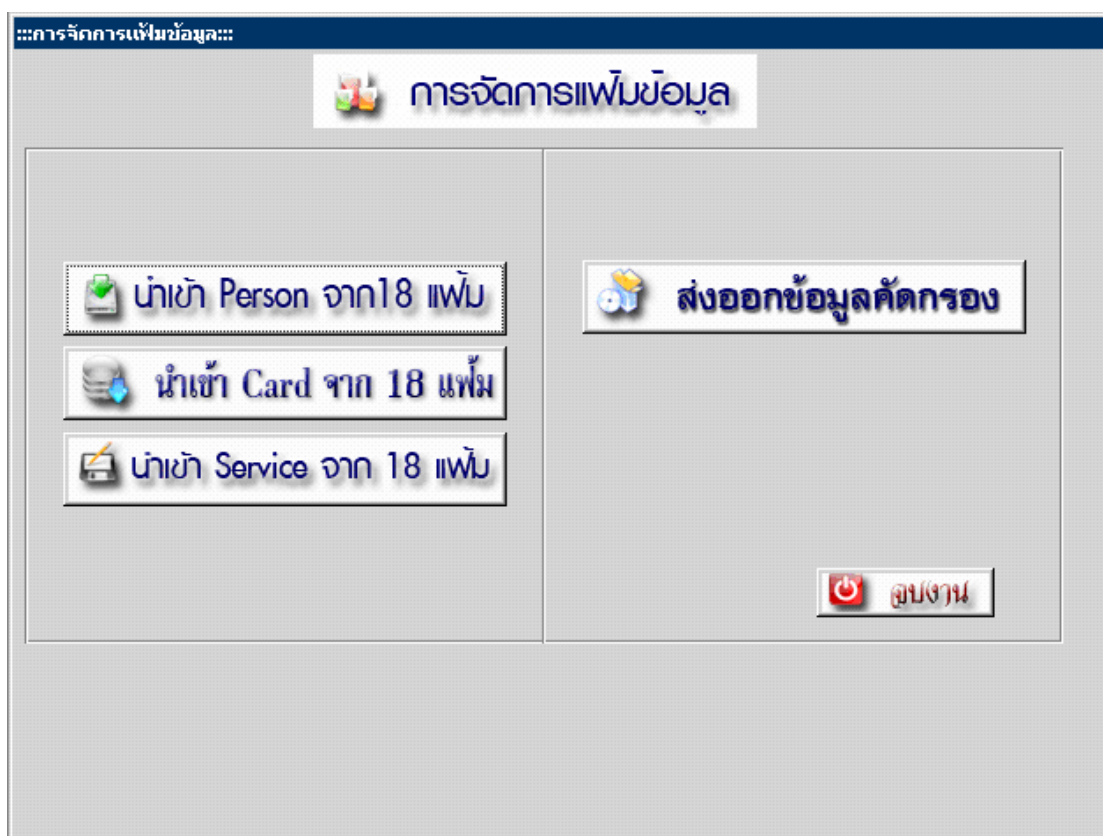 :::การจัดการแฟ้มข้อมูล:::
การจัดการแฟ้มข้อมูล
นำเข้า Person จาก18 แฟ้ม
นำเข้า Card จาก 18 แฟ้ม
นำเข้า Service จาก 18 แฟ้ม
ส่งออกข้อมูลคัดกรอง
จบงาน